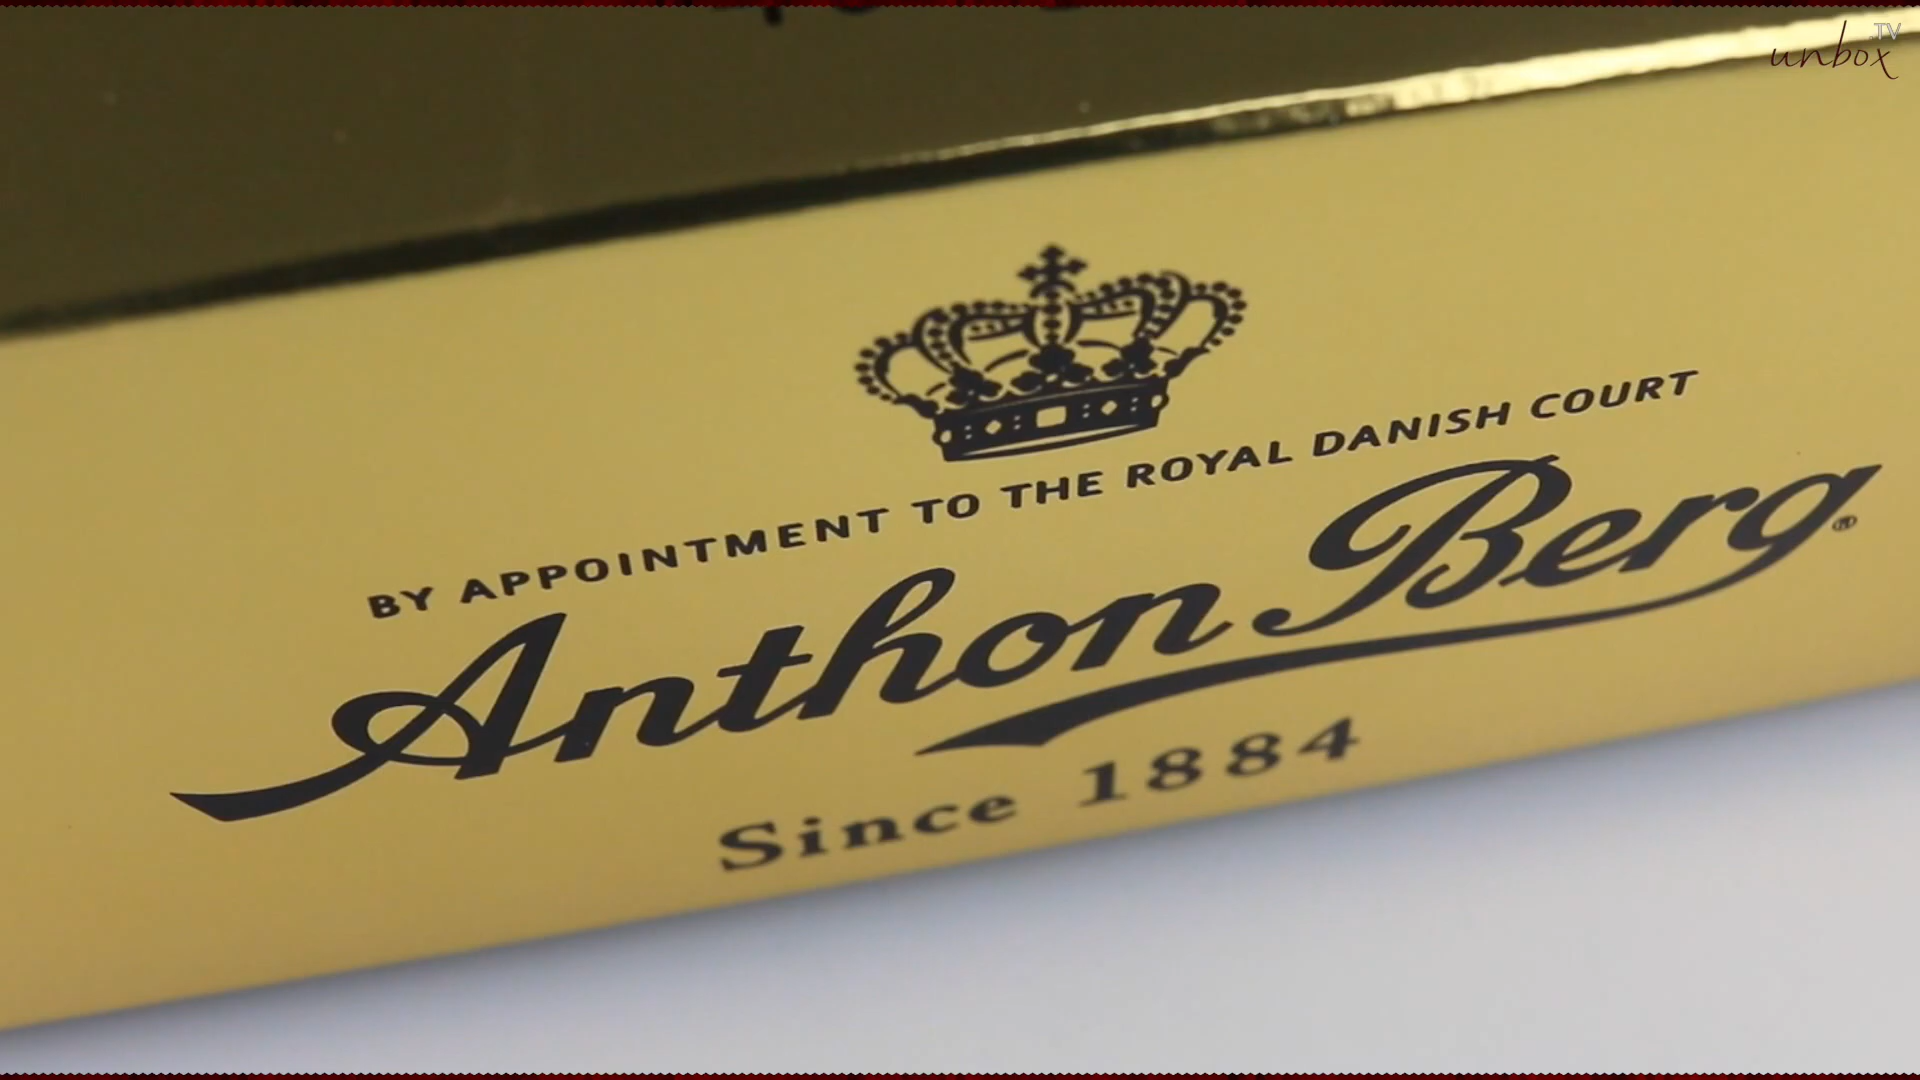 unbox.TV
BY APPOINTMENT TO THE ROYAL DANISH COURT
Anthon Berg®
Since 1884